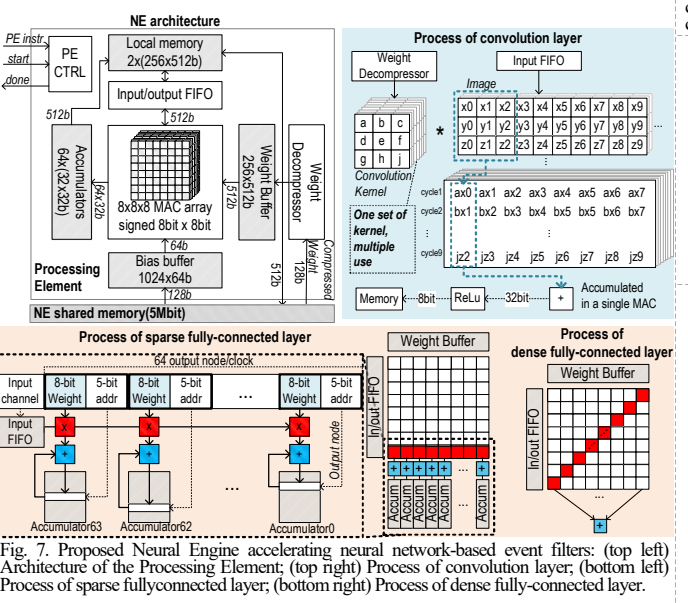 NE architecture
PE instr.
start
done
PE
CTRL
Local memory
2x(256x512b)
Input/output FIFO
512b
512b
Accumulators
64x(32x32b)
64x32b
8x8x8 MAC array
signed 8bit x 8bit
512b
Weight Buffer
256x512b
Weight
Decompressor
64b
Bias buffer
1024x64b
128b
512b
128b
Compressed
Weight
Processing
Element
NE shared memory(5Mbit)
Process of convolution layer
Weight
Decompressor
Input FIFO
Image
a b c
d e f
g h j
*
x0 x1 x2 x3 x4 x5 x6 x7 x8 x9
y0 y1 y2 y3 y4 y5 y6 y7 y8 y9
z0 z1 z2 z3 z4 z5 z6 z7 z8 z9
...
Convolution
Kernel
One set of
kernel,
multiple
use
cycle1 ax0 ax1 ax2 ax3 ax4 ax5 ax6 ax7
cycle2 bx1 bx2 bx3 bx4 bx5 bx6 bx6 bx7
cycle9 jz2 jz3 jz4 jz5 jz6 jz7 jz8 jz9
Memory 8bit ReLu 32bit +
Accumulated
in a single MAC
Process of sparse fully-connected layer
64 output node/clock
Input
channel
8-bit
Weight
5-bit
addr
8-bit
Weight
5-bit
addr
...
8-bit
Weight
5-bit
addr
Input
FIFO
x x x
+ + +
Output node
...
Accumulator63
Accumulator62
Accumulator0
Weight Buffer
In/out-FIFO
+ + + + + ... +
Accum Accum Accum Accum Accum ... Accum
Process of
dense fully-connected layer
Weight Buffer
In/out FIFO
...
+
Fig. 7. Proposed Neural Engine accelerating neural network-based event filters: (top left)
Architecture of the Processing Element; (top right) Process of convolution layer; (bottom left)
Process of sparse fullyconnected layer; (bottom right) Process of dense fully-connected layer.